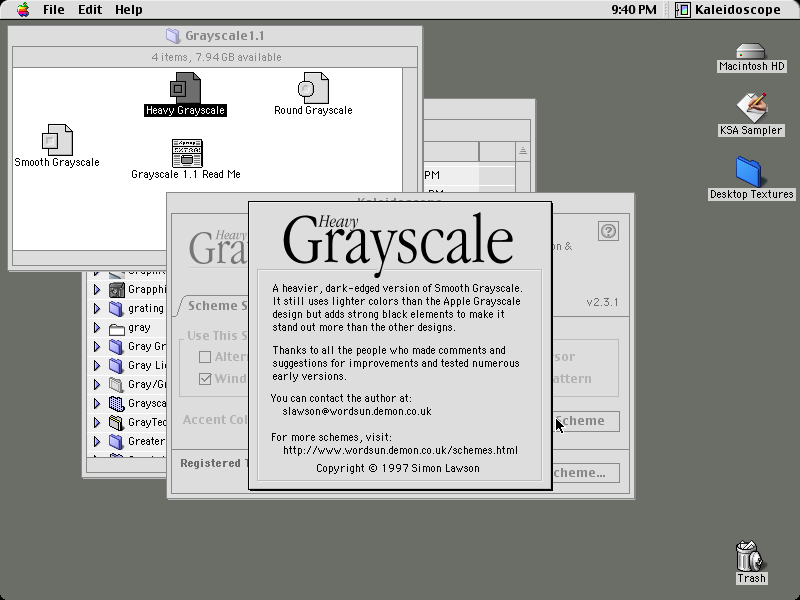 File Edit Help
9:40 PM
Kaleidoscope
Grayscale1.1
4 items, 7.94GB available
Heavy Grayscale
Round Grayscale
Smooth Grayscale
Grayscale 1.1 Read Me
Macintosh HD
KSA Sampler
Desktop Textures
PM
PM
Heavy
Gra
on &
v2.3.1
Scheme S
Use This S
Alter
sor
Wind
attern
Accent Col
Scheme
Registered T
cheme...
Grapphi
grating
gray
Gray Gr
Gray Li
Gray/Gr
Graysca
GrayTec
Greater
Heavy
Grayscale
A heavier, dark-edged version of Smooth Grayscale.
It still uses lighter colors than the Apple Grayscale
design but adds strong black elements to make it
stand out more than the other designs.
Thanks to all the people who made comments and
suggestions for improvements and tested numerous
early versions.
You can contact the author at:
slawson@wordsun.demon.co.uk
For more schemes, visit:
http://www.wordsun.demon.co.uk/schemes.html
Copyright © 1997 Simon Lawson
Trash